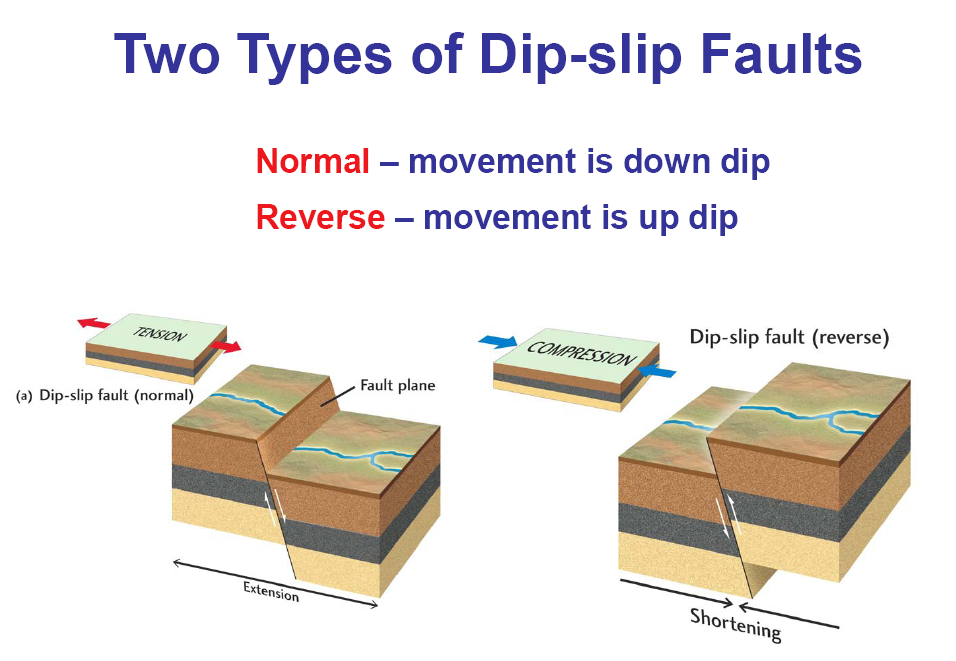 Two Types of Dip-slip Faults
Normal – movement is down dip
Reverse – movement is up dip
TENSION
(a) Dip-slip fault (normal)
Fault plane
Extension
COMPRESSION
Dip-slip fault (reverse)
Shortening